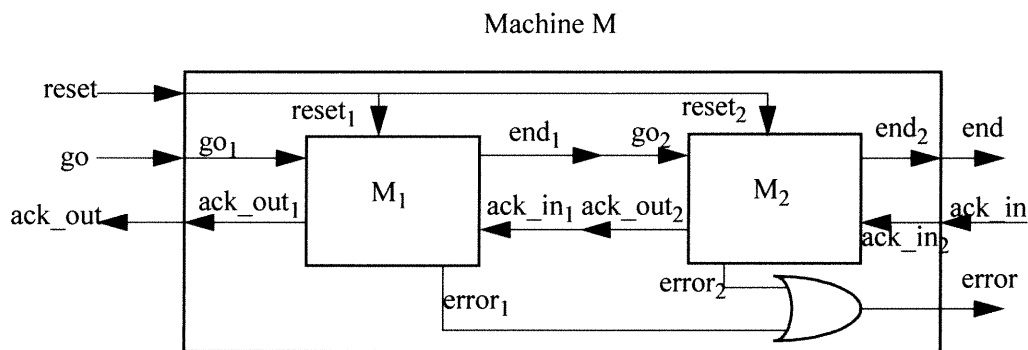 Machine M
reset
reset₁
reset₂
go
go₁
end₁
go₂
end₂
end
M₁
M₂
ack_out
ack_out₁
ack_in₁
ack_out₂
ack_in
ack_in₂
error₁
error₂
error